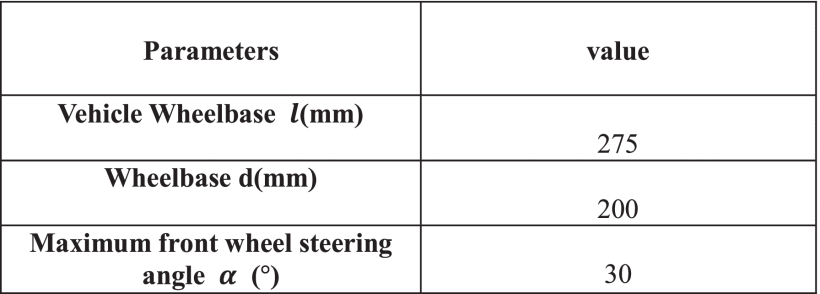 Parameters value
Vehicle Wheelbase 𝒍(mm)
275
Wheelbase d(mm)
200
Maximum front wheel steering
angle 𝜶 (°) 30